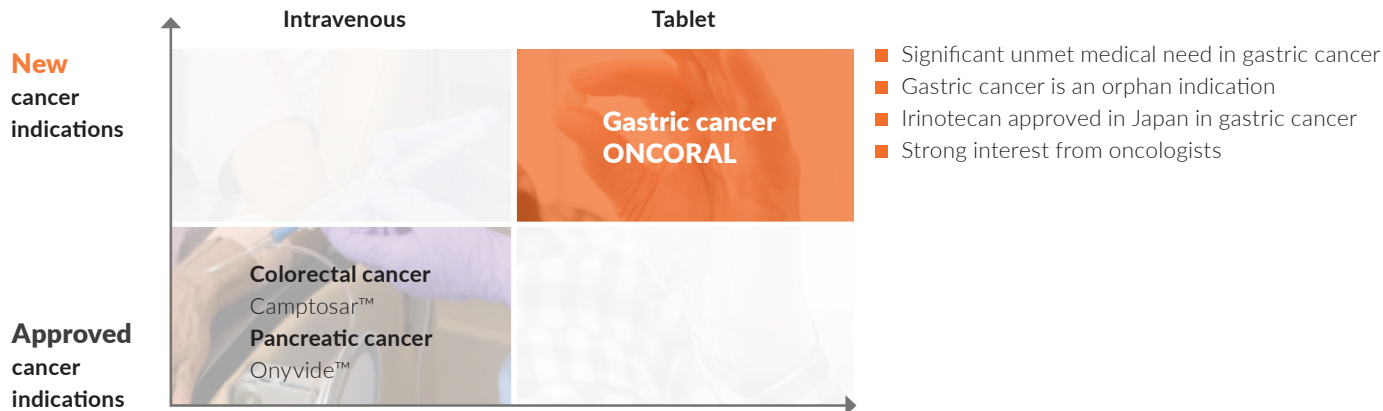 Intravenous
Tablet
New
cancer
indications
Gastric cancer
ONCORAL
Significant unmet medical need in gastric cancer
Gastric cancer is an orphan indication
Irinotecan approved in Japan in gastric cancer
Strong interest from oncologists
Approved
cancer
indications
Colorectal cancer
Camptosar™
Pancreatic cancer
Onyvide™